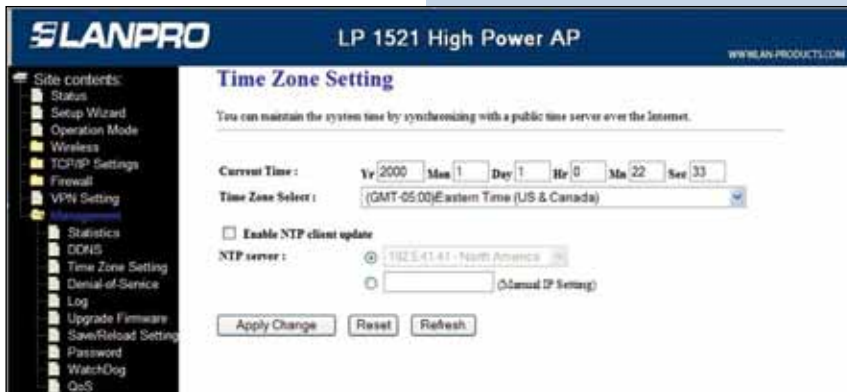 SLANPRO
LP 1521 High Power AP
WWW.LAN-PRODUCTS.COM
Site contents:
Status
Setup Wizard
Operation Mode
Wireless
TCP/IP Settings
Firewall
VPN Setting
Management
Statistics
DDNS
Time Zone Setting
Denial-of-Service
Log
Upgrade Firmware
Save/Reload Setting
Password
WatchDog
QoS
Time Zone Setting
You can maintain the system time by synchronizing with a public time server over the Internet.
Current Time : Yr 2000 Mon 1 Day 1 Hr 0 Mn 22 Sec 33
Time Zone Select : (GMT-05:00)Eastern Time (US & Canada)
Enable NTP client update
NTP server : 192.5.41.41 - North America
(Manual IP Setting)
Apply Change Reset Refresh